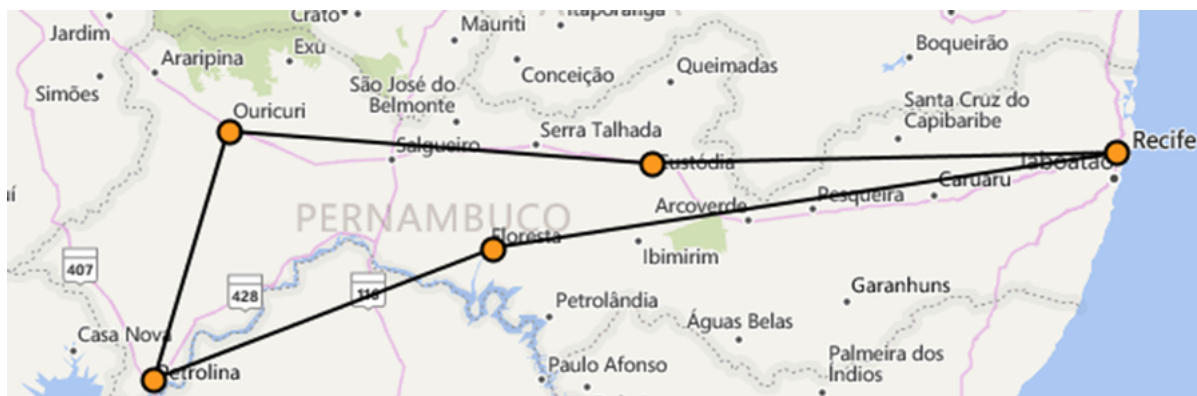 Crato
Itaporanga
Jardim
Mauriti
Exu
Araripina
Boqueirão
Conceição
Queimadas
Simões
São José do
Belmonte
Santa Cruz do
Capibaribe
Ouricuri
Serra Talhada
Salgueiro
Custódia
Recife
Jaboatão
Caruaru
Pesqueira
Arcoverde
PERNAMBUCO
Floresta
Ibimirim
407
428
116
Garanhuns
Petrolândia
Águas Belas
Casa Nova
Palmeira dos
Índios
Paulo Afonso
Petrolina